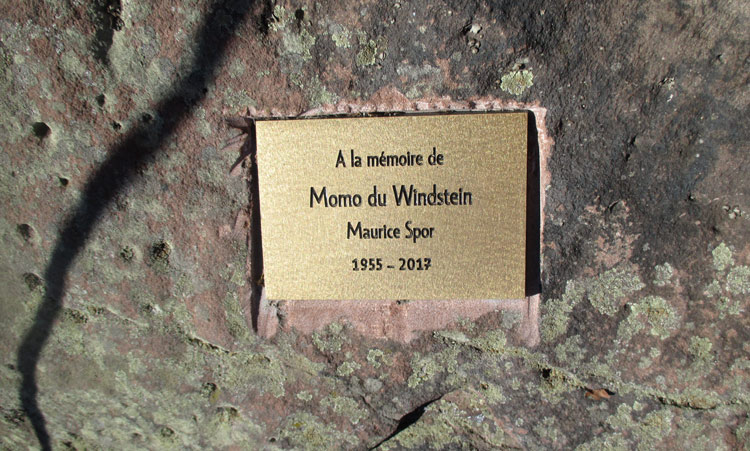 A la mémoire de
Momo du Windstein
Maurice Spor
1955 – 2017